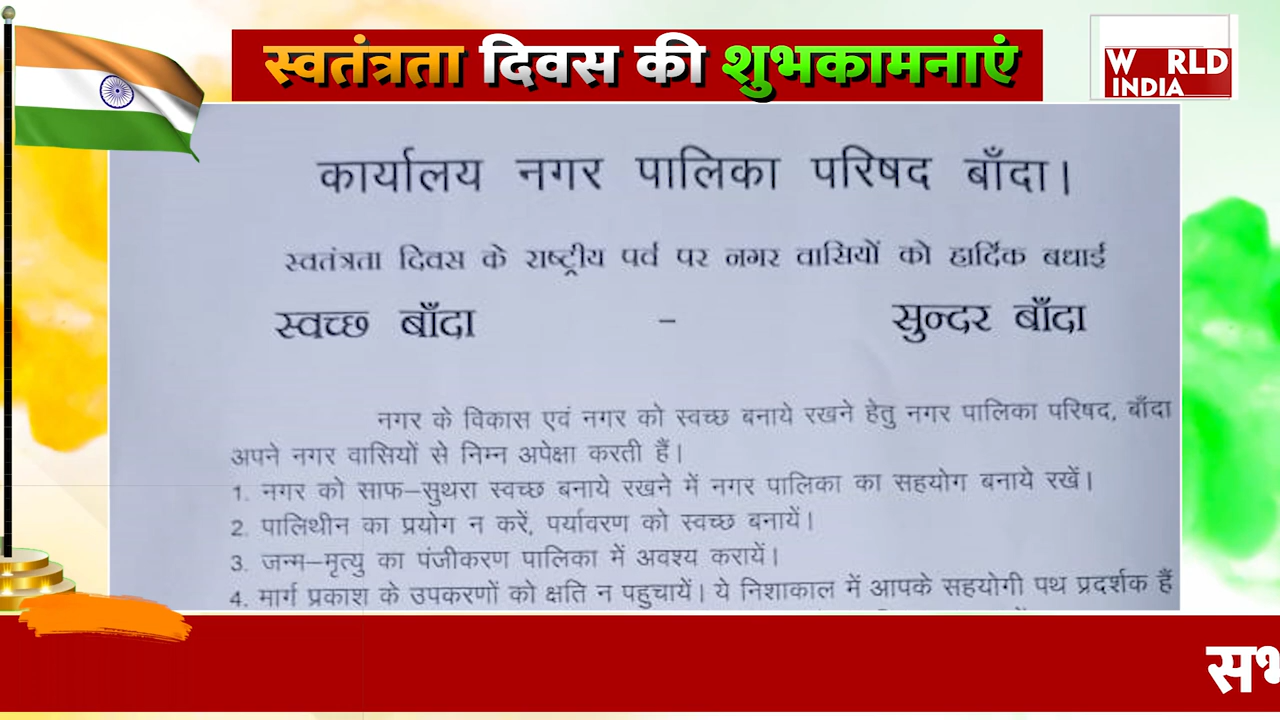 स्वतंत्रता दिवस की शुभकामनाएं
W RLD
INDIA
कार्यालय नगर पालिका परिषद बाँदा।
स्वतंत्रता दिवस के राष्ट्रीय पर्व पर नगर वासियों को हार्दिक बधाई
स्वच्छ बाँदा – सुन्दर बाँदा
नगर के विकास एवं नगर को स्वच्छ बनाये रखने हेतु नगर पालिका परिषद, बाँदा
अपने नगर वासियों से निम्न अपेक्षा करती हैं।
1. नगर को साफ–सुथरा स्वच्छ बनाये रखने में नगर पालिका का सहयोग बनाये रखें।
2. पालिथीन का प्रयोग न करें, पर्यावरण को स्वच्छ बनायें।
3. जन्म–मृत्यु का पंजीकरण पालिका में अवश्य करायें।
4. मार्ग प्रकाश के उपकरणों को क्षति न पहुचायें। ये निशाकाल में आपके सहयोगी पथ प्रदर्शक हैं